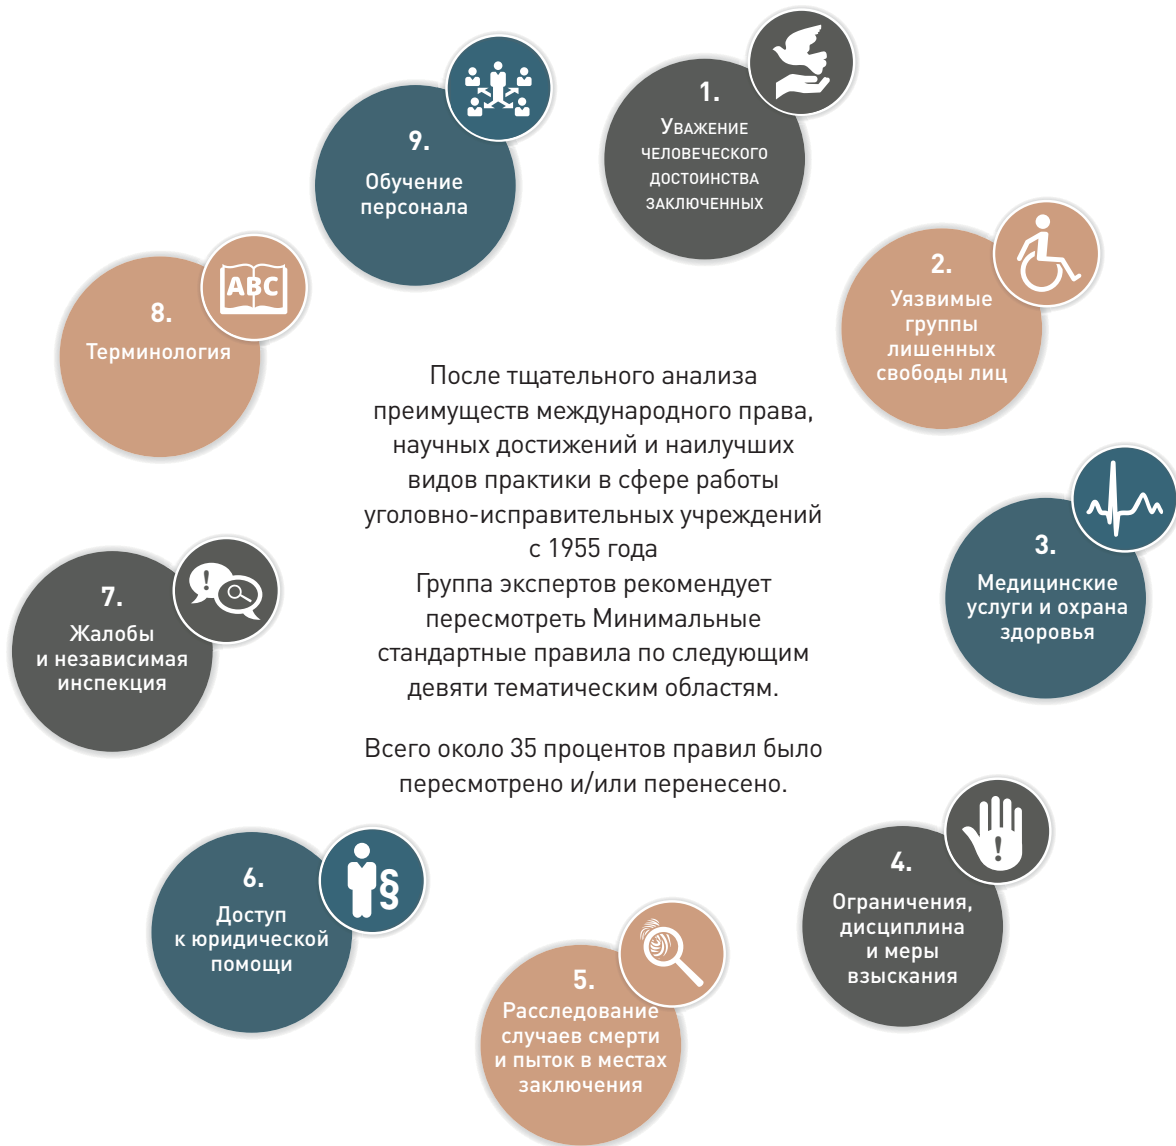 1.
Уважение
человеческого
достоинства
заключенных
2.
Уязвимые
группы
лишенных
свободы лиц
3.
Медицинские
услуги и охрана
здоровья
4.
Ограничения,
дисциплина
и меры
взыскания
5.
Расследование
случаев смерти
и пыток в местах
заключения
6.
Доступ
к юридической
помощи
§
7.
Жалобы
и независимая
инспекция
!
8.
Терминология
ABC
9.
Обучение
персонала
После тщательного анализа
преимуществ международного права,
научных достижений и наилучших
видов практики в сфере работы
уголовно-исправительных учреждений
с 1955 года
Группа экспертов рекомендует
пересмотреть Минимальные
стандартные правила по следующим
девяти тематическим областям.
Всего около 35 процентов правил было
пересмотрено и/или перенесено.
!